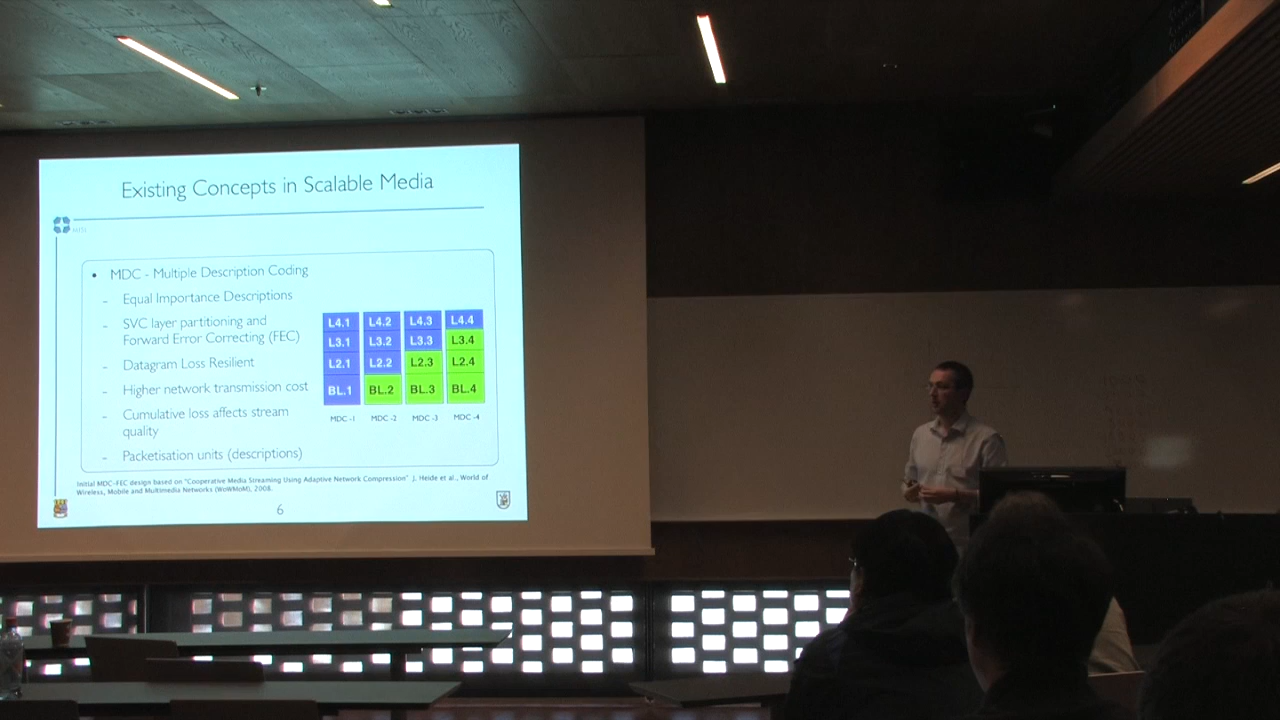 Existing Concepts in Scalable Media
• MDC - Multiple Description Coding
- Equal Importance Descriptions
- SVC layer partitioning and
Forward Error Correcting (FEC)
- Datagram Loss Resilient
- Higher network transmission cost
- Cumulative loss affects stream
quality
- Packetisation units (descriptions)
L4.1 L4.2 L4.3 L4.4
L3.1 L3.2 L3.3 L3.4
L2.1 L2.2 L2.3 L2.4
BL.1 BL.2 BL.3 BL.4
MDC -1 MDC -2 MDC -3 MDC -4
Initial MDC-FEC design based on "Cooperative Media Streaming Using Adaptive Network Compression" J. Heide et al., World of
Wireless, Mobile and Multimedia Networks (WoWMoM), 2008.
6